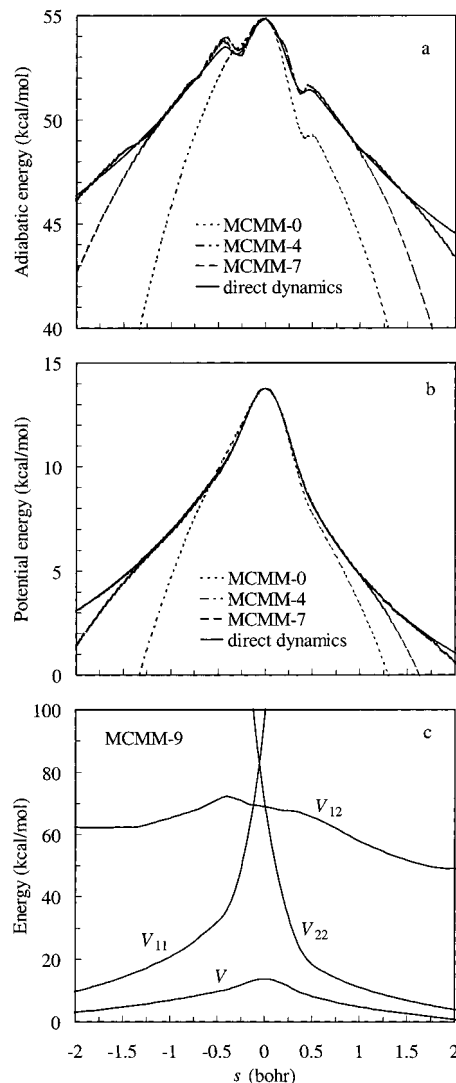 55
a
50
Adiabatic energy (kcal/mol)
MCMM-0
MCMM-4
MCMM-7
direct dynamics
45
40
15
b
10
Potential energy (kcal/mol)
5
MCMM-0
MCMM-4
MCMM-7
direct dynamics
0
100
MCMM-9
c
80
V12
60
Energy (kcal/mol)
40
V11
V22
20
V
0
-2 -1.5 -1 -0.5 0 0.5 1 1.5 2
s (bohr)